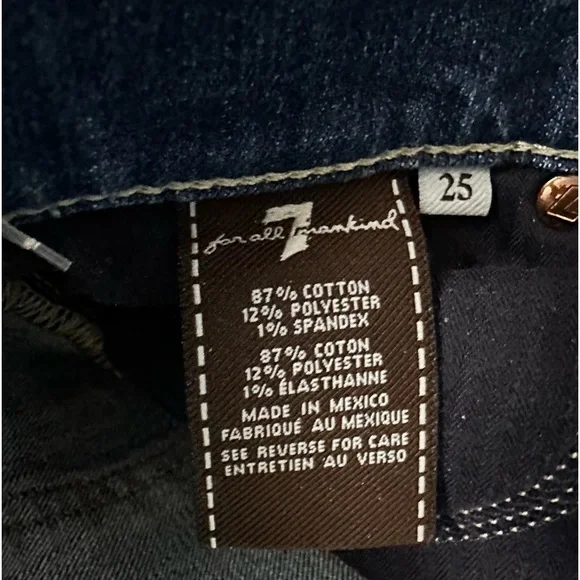 25
for all 7 mankind
87% COTTON
12% POLYESTER
1% SPANDEX
87% COTON
12% POLYESTER
1% ÉLASTHANNE
MADE IN MEXICO
FABRIQUÉ AU MEXIQUE
SEE REVERSE FOR CARE
ENTRETIEN AU VERSO